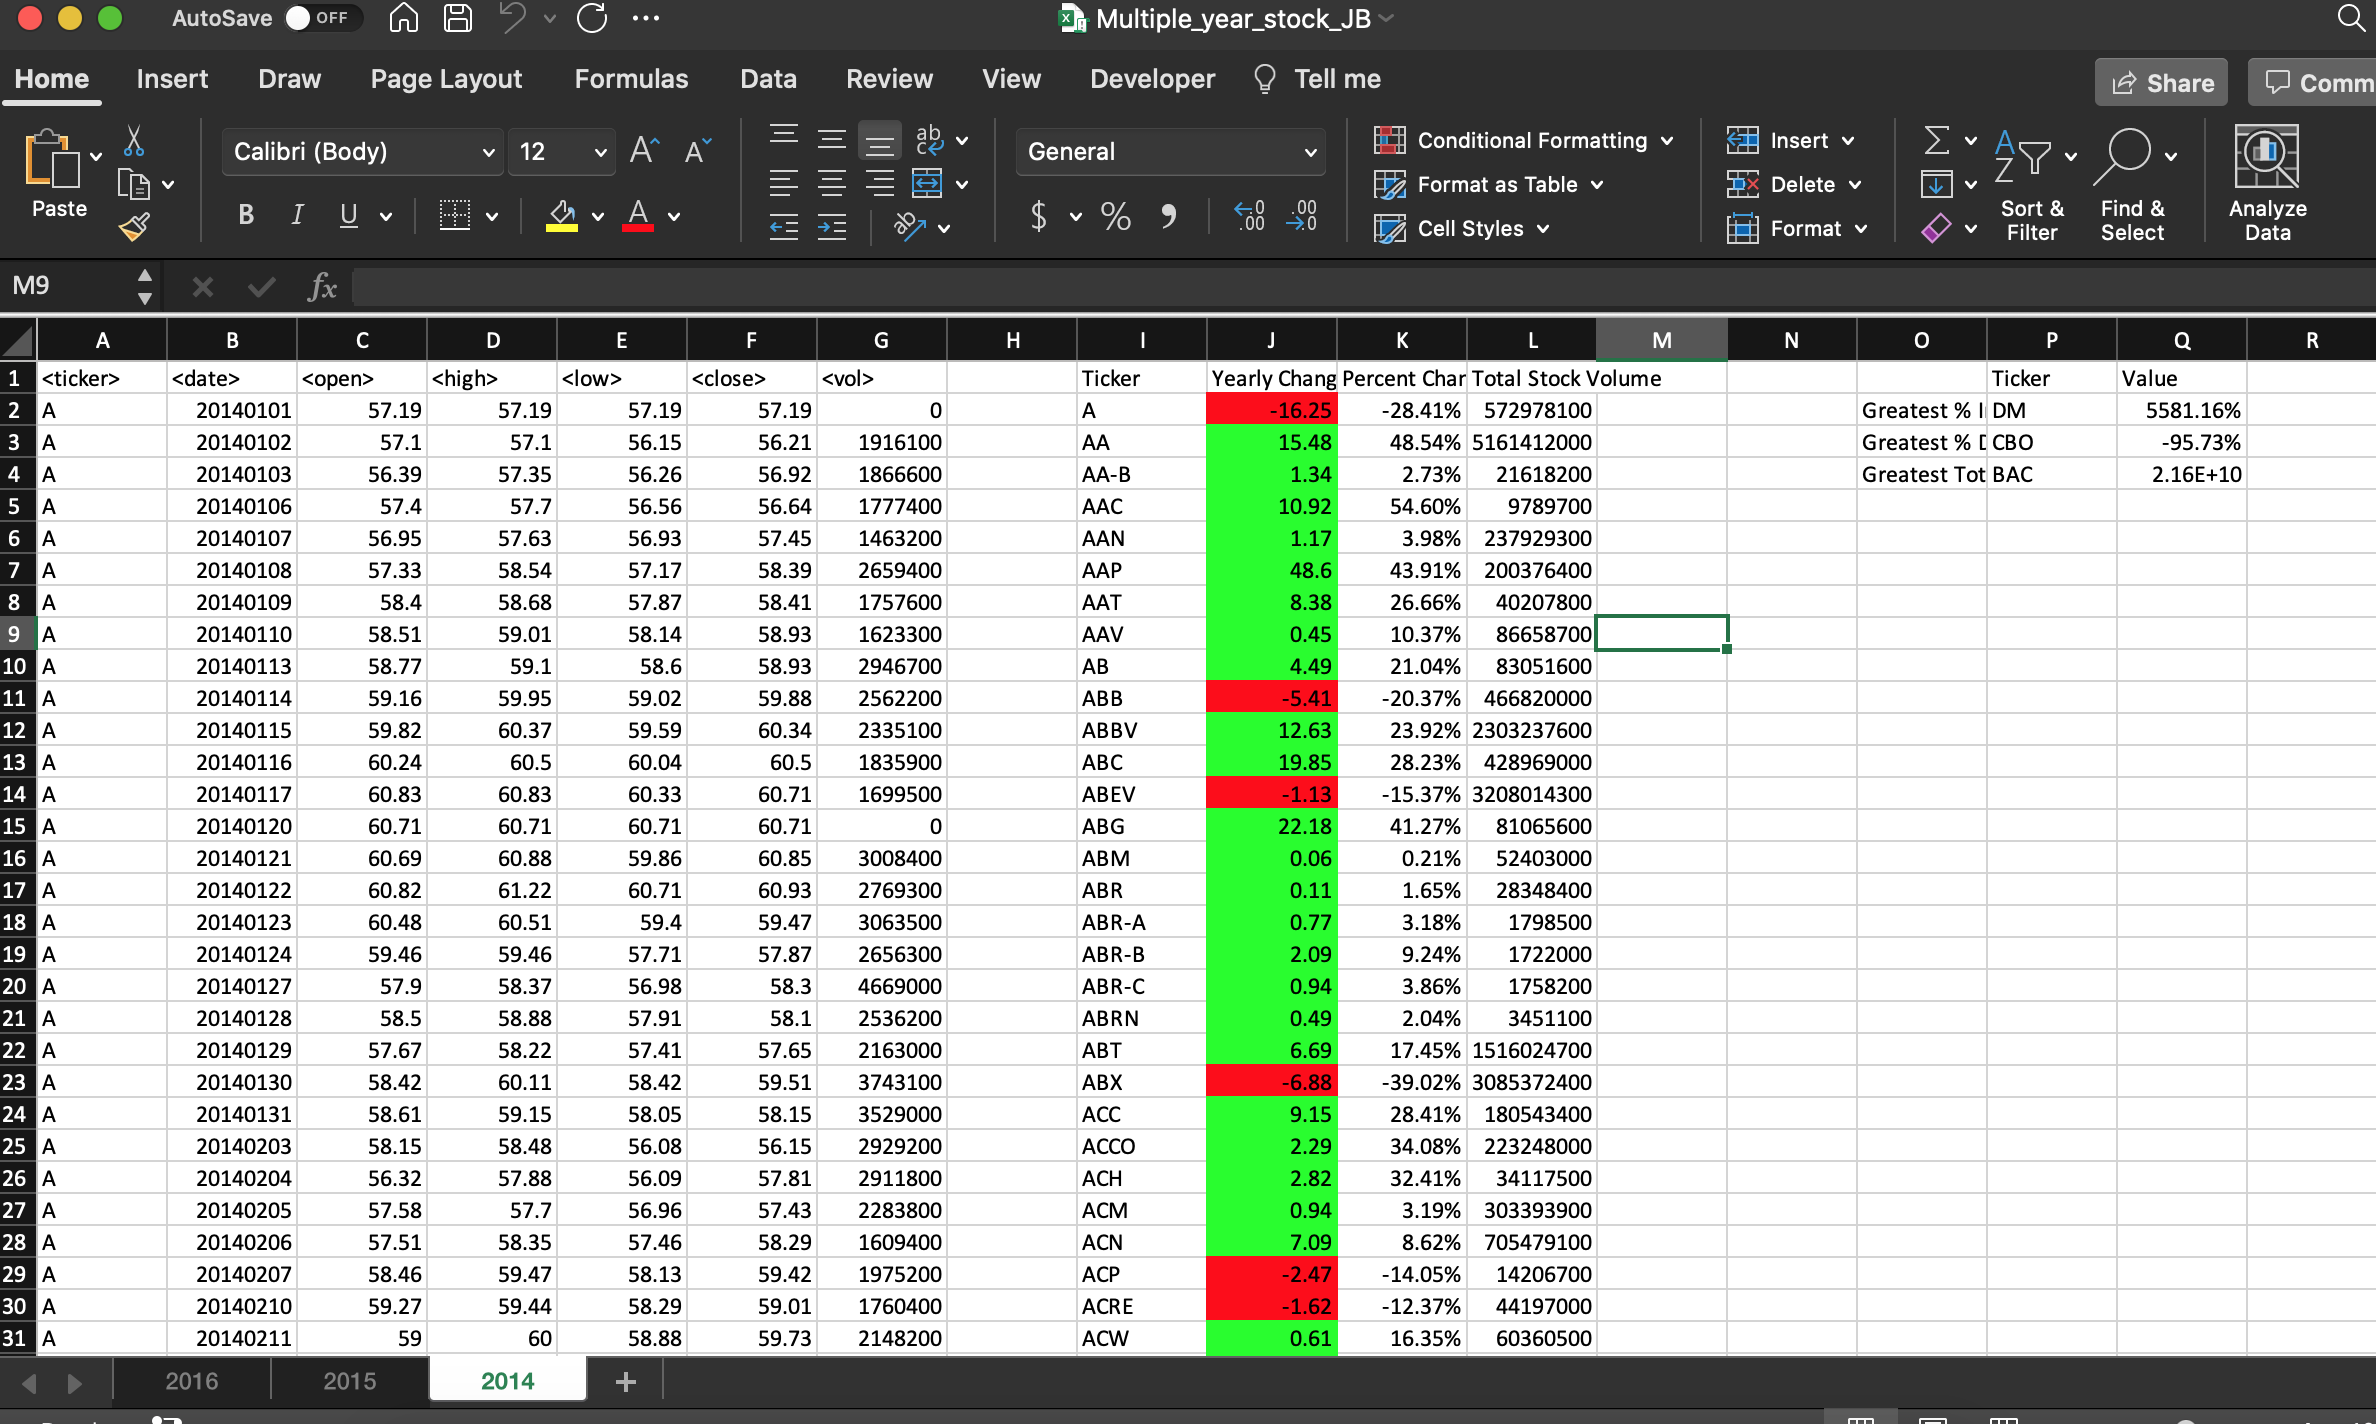 AutoSave OFF Multiple_year_stock_JB
Home Insert Draw Page Layout Formulas Data Review View Developer Tell me Share Comm
Paste Calibri (Body) 12 General Conditional Formatting Format as Table Cell Styles Insert Delete Format Sort & Filter Find & Select Analyze Data
M9 fx
A B C D E F G H I J K L M N O P Q R
1 <ticker> <date> <open> <high> <low> <close> <vol> Ticker Yearly Chang Percent Char Total Stock Volume Ticker Value
2 A 20140101 57.19 57.19 57.19 57.19 0 A -16.25 -28.41% 572978100 Greatest % I DM 5581.16%
3 A 20140102 57.1 57.1 56.15 56.21 1916100 AA 15.48 48.54% 5161412000 Greatest % D CBO -95.73%
4 A 20140103 56.39 57.35 56.26 56.92 1866600 AA-B 1.34 2.73% 21618200 Greatest Tot BAC 2.16E+10
5 A 20140106 57.4 57.7 56.56 56.64 1777400 AAC 10.92 54.60% 9789700
6 A 20140107 56.95 57.63 56.93 57.45 1463200 AAN 1.17 3.98% 237929300
7 A 20140108 57.33 58.54 57.17 58.39 2659400 AAP 48.6 43.91% 200376400
8 A 20140109 58.4 58.68 57.87 58.41 1757600 AAT 8.38 26.66% 40207800
9 A 20140110 58.51 59.01 58.14 58.93 1623300 AAV 0.45 10.37% 86658700
10 A 20140113 58.77 59.1 58.6 58.93 2946700 AB 4.49 21.04% 83051600
11 A 20140114 59.16 59.95 59.02 59.88 2562200 ABB -5.41 -20.37% 466820000
12 A 20140115 59.82 60.37 59.59 60.34 2335100 ABBV 12.63 23.92% 2303237600
13 A 20140116 60.24 60.5 60.04 60.5 1835900 ABC 19.85 28.23% 428969000
14 A 20140117 60.83 60.83 60.33 60.71 1699500 ABEV -1.13 -15.37% 3208014300
15 A 20140120 60.71 60.71 60.71 60.71 0 ABG 22.18 41.27% 81065600
16 A 20140121 60.69 60.88 59.86 60.85 3008400 ABM 0.06 0.21% 52403000
17 A 20140122 60.82 61.22 60.71 60.93 2769300 ABR 0.11 1.65% 28348400
18 A 20140123 60.48 60.51 59.4 59.47 3063500 ABR-A 0.77 3.18% 1798500
19 A 20140124 59.46 59.46 57.71 57.87 2656300 ABR-B 2.09 9.24% 1722000
20 A 20140127 57.9 58.37 56.98 58.3 4669000 ABR-C 0.94 3.86% 1758200
21 A 20140128 58.5 58.88 57.91 58.1 2536200 ABRN 0.49 2.04% 3451100
22 A 20140129 57.67 58.22 57.41 57.65 2163000 ABT 6.69 17.45% 1516024700
23 A 20140130 58.42 60.11 58.42 59.51 3743100 ABX -6.88 -39.02% 3085372400
24 A 20140131 58.61 59.15 58.05 58.15 3529000 ACC 9.15 28.41% 180543400
25 A 20140203 58.15 58.48 56.08 56.15 2929200 ACCO 2.29 34.08% 223248000
26 A 20140204 56.32 57.88 56.09 57.81 2911800 ACH 2.82 32.41% 34117500
27 A 20140205 57.58 57.7 56.96 57.43 2283800 ACM 0.94 3.19% 303393900
28 A 20140206 57.51 58.35 57.46 58.29 1609400 ACN 7.09 8.62% 705479100
29 A 20140207 58.46 59.47 58.13 59.42 1975200 ACP -2.47 -14.05% 14206700
30 A 20140210 59.27 59.44 58.29 59.01 1760400 ACRE -1.62 -12.37% 44197000
31 A 20140211 59 60 58.88 59.73 2148200 ACW 0.61 16.35% 60360500
2016 2015 2014 +